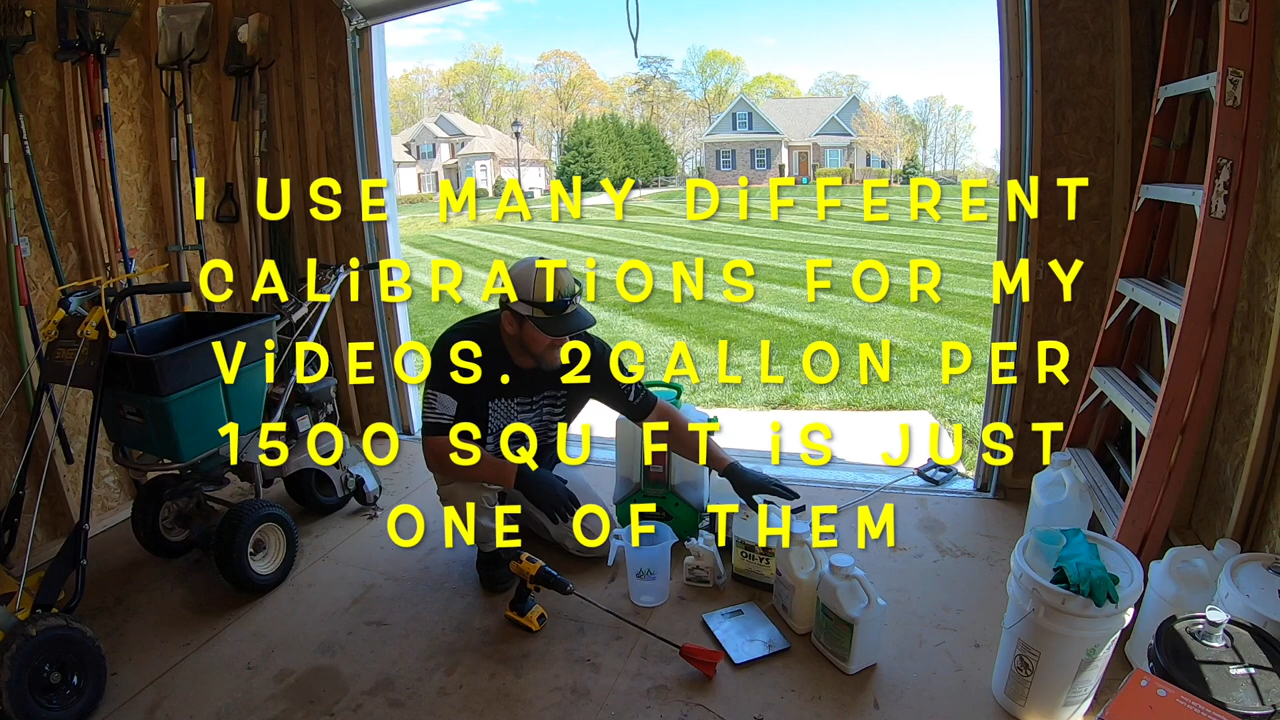 I USE MANY DiFFERENT
CALiBRATiONS FOR MY
ViDEOS. 2GALLON PER
1500 SQU FT iS JUST
ONE OF THEM